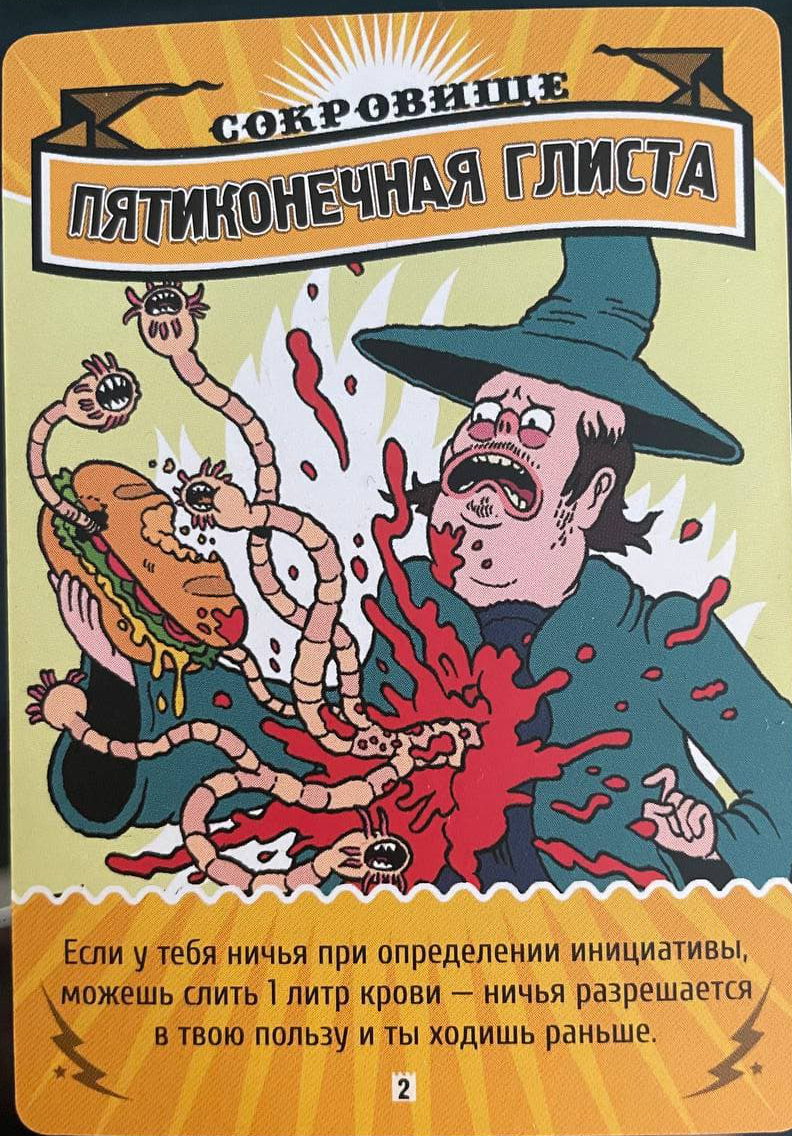 СОКРОВИЩЕ
ПЯТИКОНЕЧНАЯ ГЛИСТА
Если у тебя ничья при определении инициативы,
можешь слить 1 литр крови — ничья разрешается
в твою пользу и ты ходишь раньше.
2